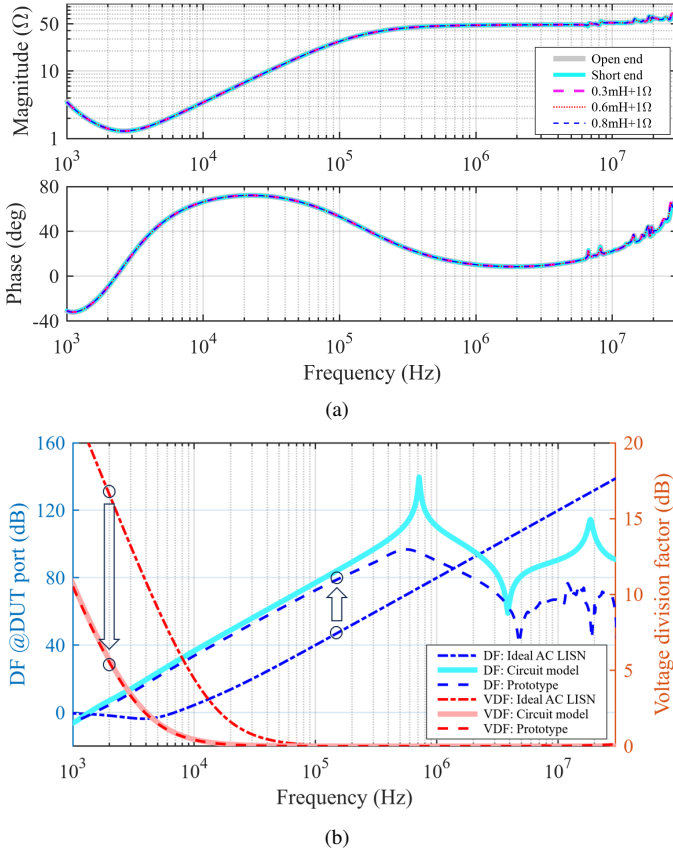 50
10
1
Magnitude (Ω)
Open end
Short end
0.3mH+1Ω
0.6mH+1Ω
0.8mH+1Ω
10³ 10⁴ 10⁵ 10⁶ 10⁷
80
40
0
-40
Phase (deg)
10³ 10⁴ 10⁵ 10⁶ 10⁷
Frequency (Hz)
(a)
160
120
80
40
0
DF @DUT port (dB)
20
15
10
5
0
Voltage division factor (dB)
DF: Ideal AC LISN
DF: Circuit model
DF: Prototype
VDF: Ideal AC LISN
VDF: Circuit model
VDF: Prototype
10³ 10⁴ 10⁵ 10⁶ 10⁷
Frequency (Hz)
(b)